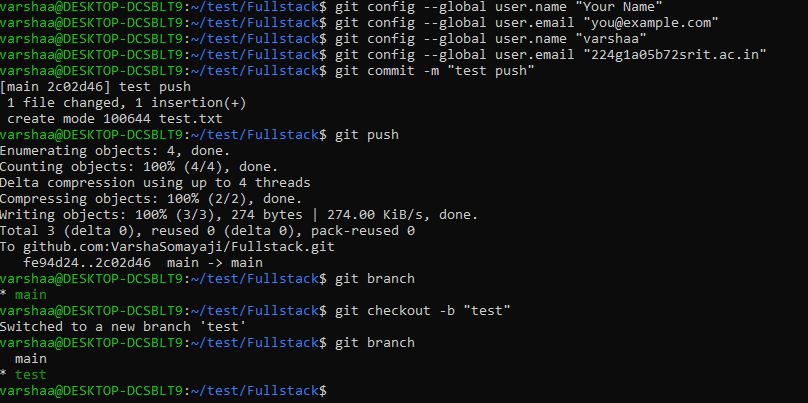 varshaa@DESKTOP-DCSBLT9:~/test/Fullstack$ git config --global user.name "Your Name"
varshaa@DESKTOP-DCSBLT9:~/test/Fullstack$ git config --global user.email "you@example.com"
varshaa@DESKTOP-DCSBLT9:~/test/Fullstack$ git config --global user.name "varshaa"
varshaa@DESKTOP-DCSBLT9:~/test/Fullstack$ git config --global user.email "224g1a05b72srit.ac.in"
varshaa@DESKTOP-DCSBLT9:~/test/Fullstack$ git commit -m "test push"
[main 2c02d46] test push
 1 file changed, 1 insertion(+)
 create mode 100644 test.txt
varshaa@DESKTOP-DCSBLT9:~/test/Fullstack$ git push
Enumerating objects: 4, done.
Counting objects: 100% (4/4), done.
Delta compression using up to 4 threads
Compressing objects: 100% (2/2), done.
Writing objects: 100% (3/3), 274 bytes | 274.00 KiB/s, done.
Total 3 (delta 0), reused 0 (delta 0), pack-reused 0
To github.com:VarshaSomayaji/Fullstack.git
   fe94d24..2c02d46  main -> main
varshaa@DESKTOP-DCSBLT9:~/test/Fullstack$ git branch
* main
varshaa@DESKTOP-DCSBLT9:~/test/Fullstack$ git checkout -b "test"
Switched to a new branch 'test'
varshaa@DESKTOP-DCSBLT9:~/test/Fullstack$ git branch
  main
* test
varshaa@DESKTOP-DCSBLT9:~/test/Fullstack$